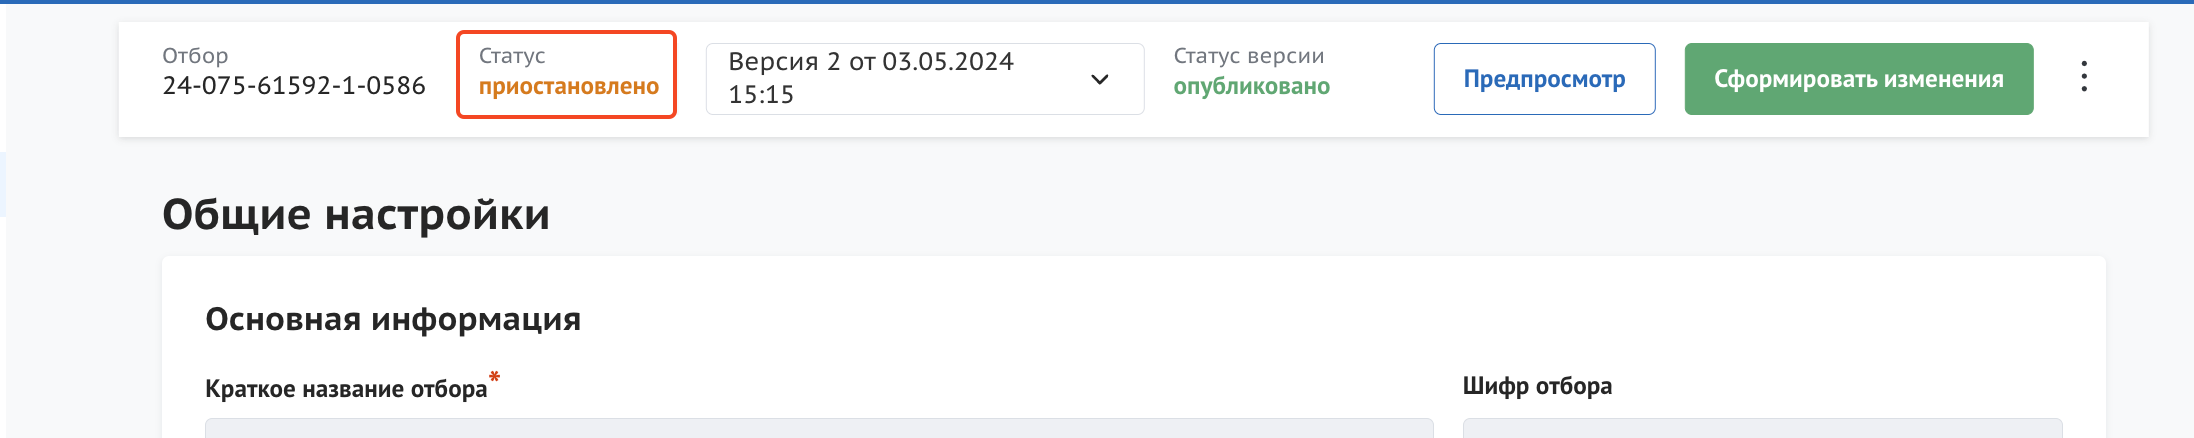 Отбор
24-075-61592-1-0586
Статус
приостановлено
Версия 2 от 03.05.2024
15:15
Статус версии
опубликовано
Предпросмотр
Сформировать изменения
Общие настройки
Основная информация
Краткое название отбора*
Шифр отбора